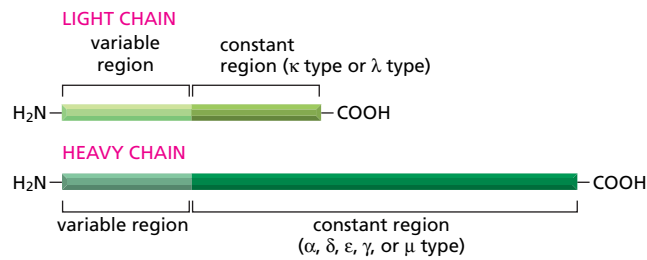 LIGHT CHAIN
variable
region
constant
region (κ type or λ type)
H₂N
COOH
HEAVY CHAIN
H₂N
COOH
variable region
constant region
(α, δ, ε, γ, or μ type)